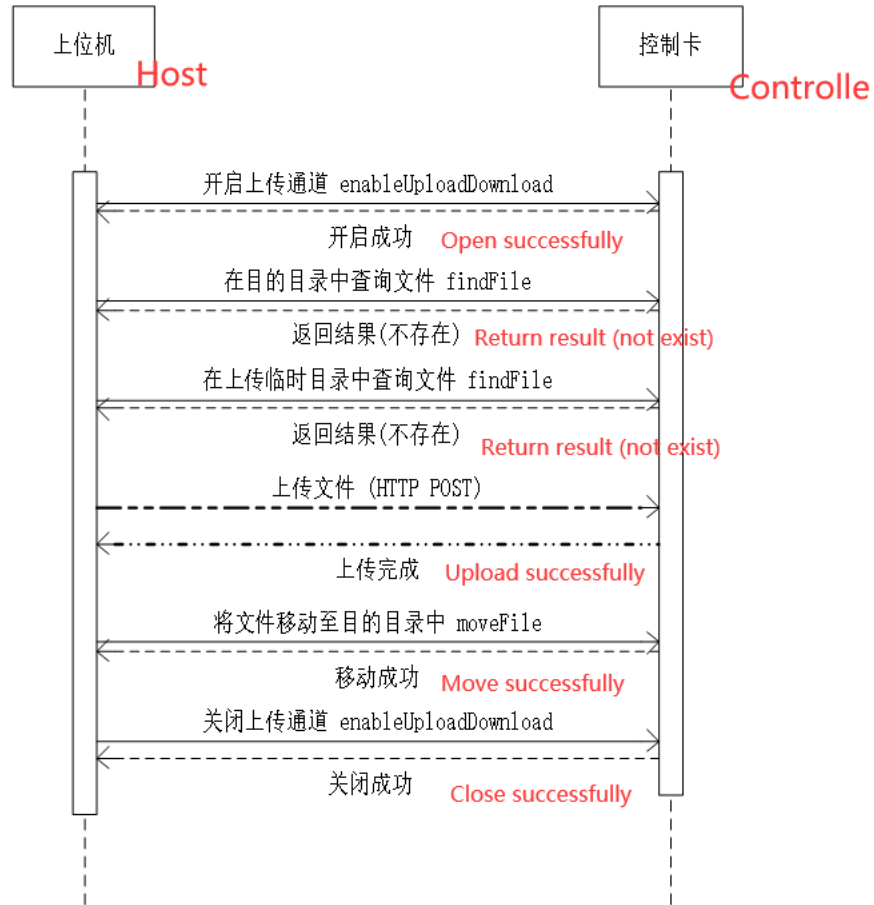 上位机
Host
控制卡
Controlle
开启上传通道 enableUploadDownload
开启成功 Open successfully
在目的目录中查询文件 findFile
返回结果(不存在) Return result (not exist)
在上传临时目录中查询文件 findFile
返回结果(不存在) Return result (not exist)
上传文件 (HTTP POST)
上传完成 Upload successfully
将文件移动至目的目录中 moveFile
移动成功 Move successfully
关闭上传通道 enableUploadDownload
关闭成功 Close successfully